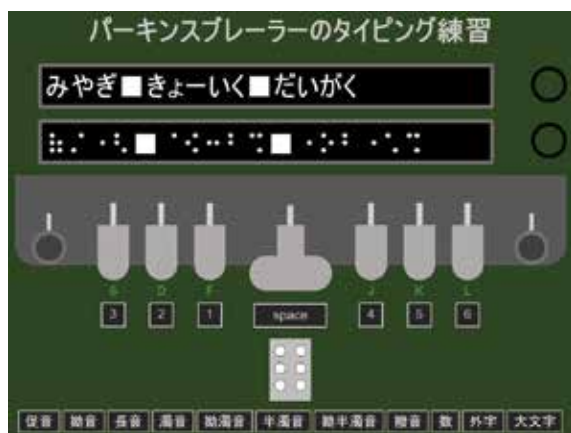 パーキンスブレーラーのタイピング練習
みやぎ■きょーいく■だいがく
⠷⠌⠐⠣■⠈⠪⠒⠃⠩■⠐⠕⠃⠐⠡⠩
S D F J K L
3 2 1 space 4 5 6
促音 拗音 長音 濁音 拗濁音 半濁音 拗半濁音 撥音 数 外字 大文字